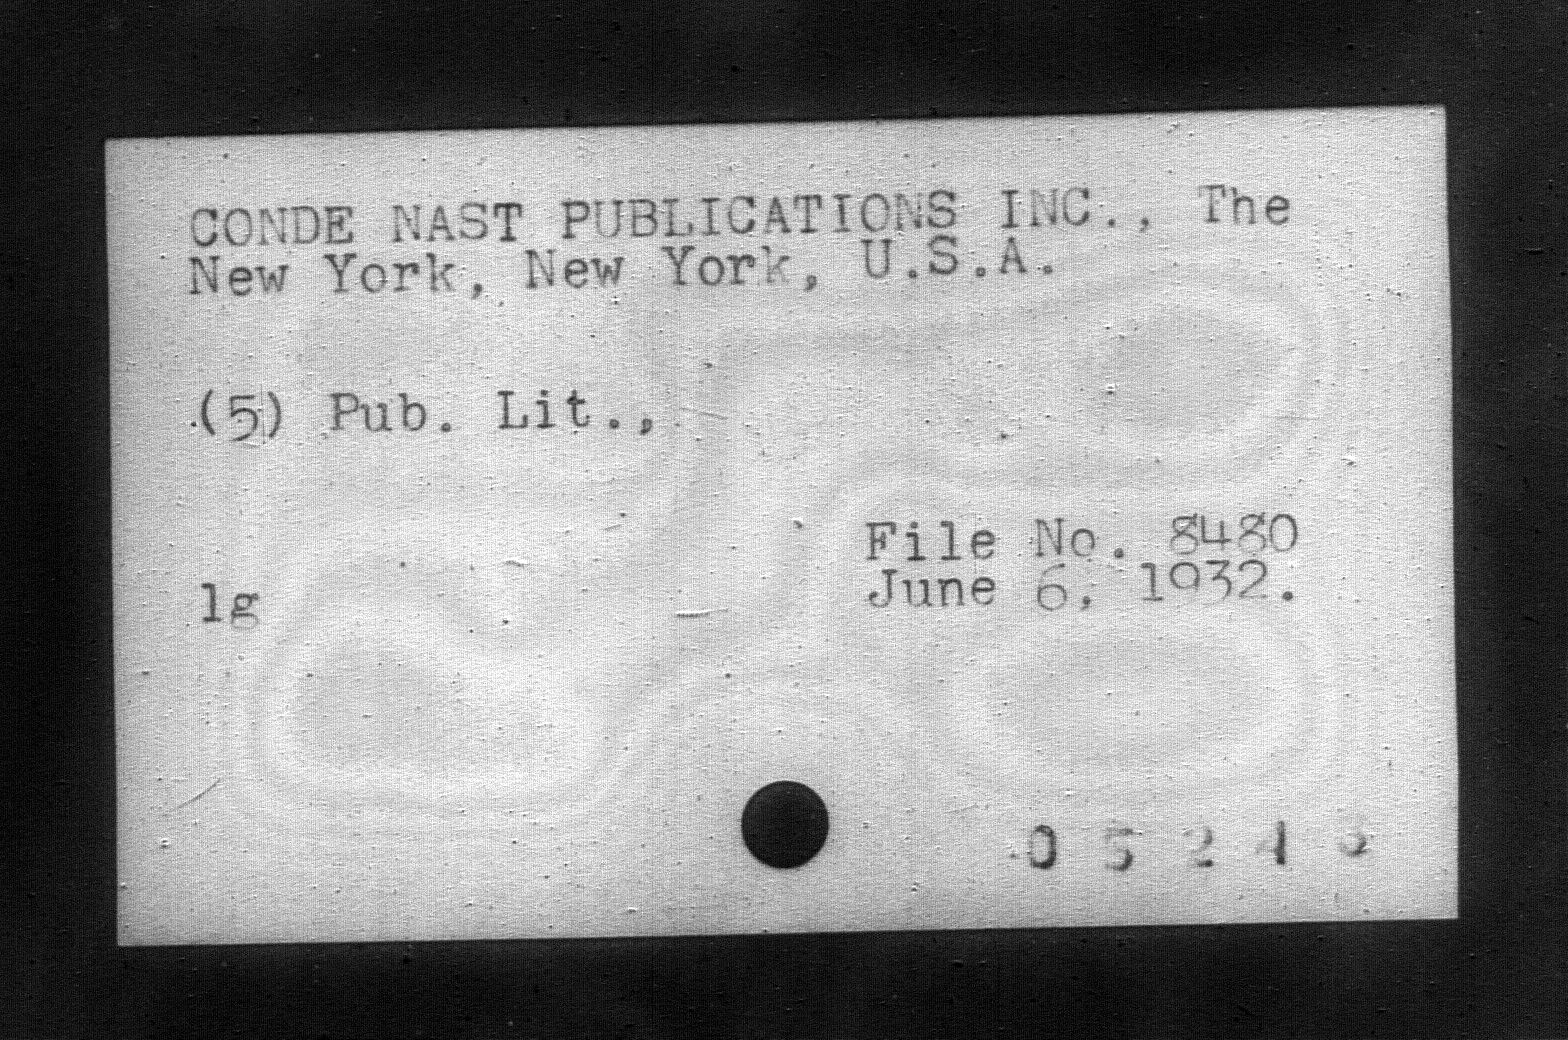 CONDE NAST PUBLICATIONS INC., The
New York, New York, U.S.A.
(5) Pub. Lit.,
File No. 8480
June 6, 1932.
lg